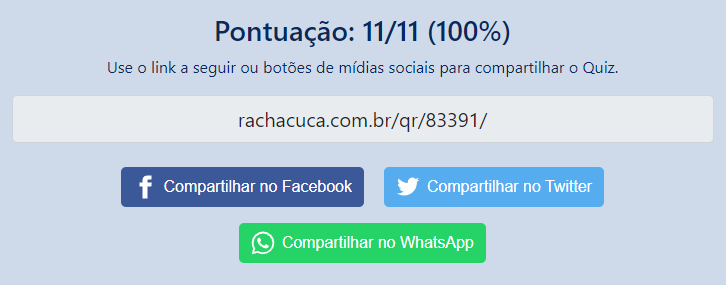 Pontuação: 11/11 (100%)
Use o link a seguir ou botões de mídias sociais para compartilhar o Quiz.
rachacuca.com.br/qr/83391/
Compartilhar no Facebook
Compartilhar no Twitter
Compartilhar no WhatsApp